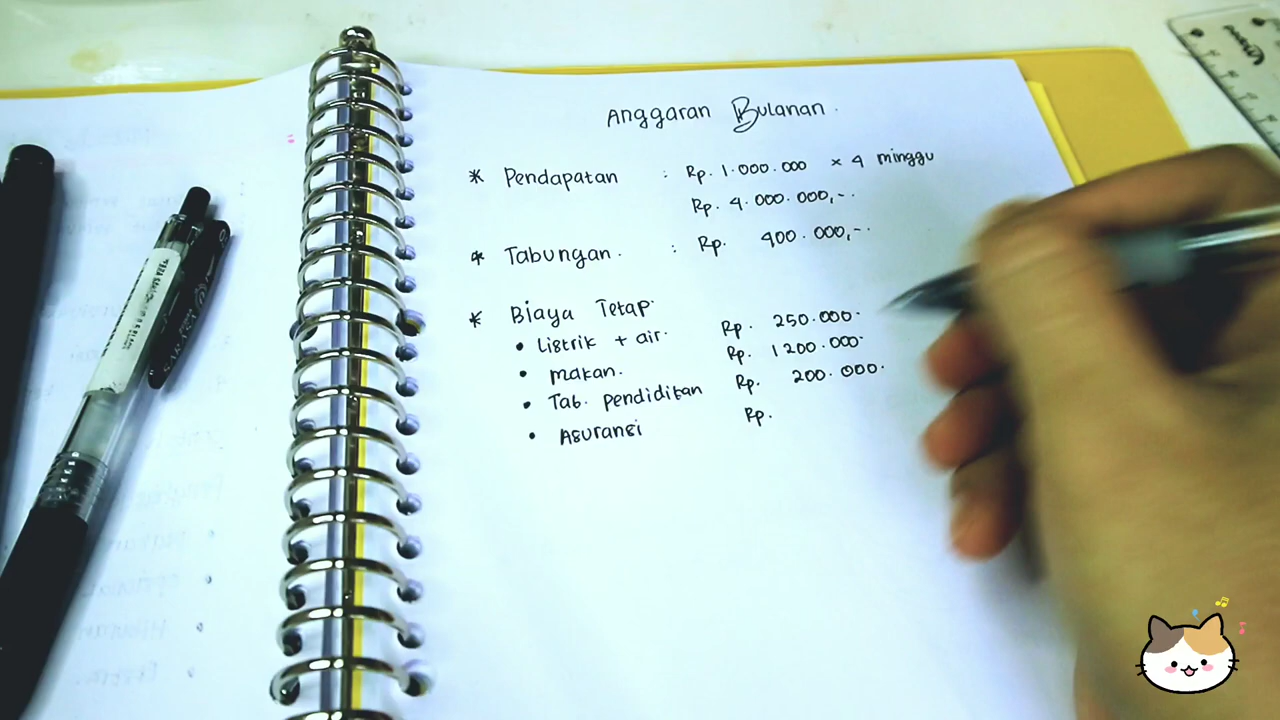 Anggaran Bulanan.
* Pendapatan : Rp. 1.000.000 x 4 minggu
Rp. 4.000.000,-.
* Tabungan. : Rp. 400.000,-.
* Biaya Tetap.
• Listrik + air. Rp. 250.000.
• makan. Rp. 1200.000.
• Tab. pendidikan Rp. 200.000.
• Asuransi Rp.